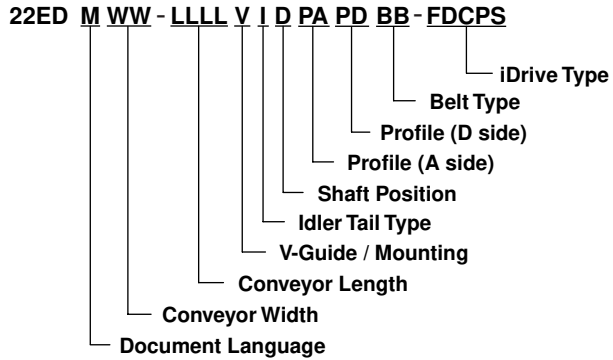 22ED M WW - LLLL V I D PA PD BB - FDCPS
iDrive Type
Belt Type
Profile (D side)
Profile (A side)
Shaft Position
Idler Tail Type
V-Guide / Mounting
Conveyor Length
Conveyor Width
Document Language